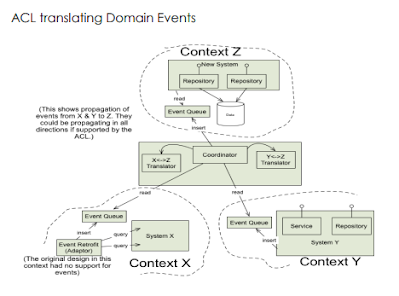 ACL translating Domain Events
Context Z
New System
Repository
Repository
read
Event Queue
Data
insert
(This shows propagation of
events from X & Y to Z. They
could be propagating in all
directions if supported by the
ACL.)
X<->Z
Translator
Coordinator
Y<->Z
Translator
read
read
Event Queue
insert
query
query
System X
Event Retrofit
(Adaptor)
(The original design in this
context had no support for
events)
Context X
Event Queue
insert
Service
Repository
System Y
Context Y